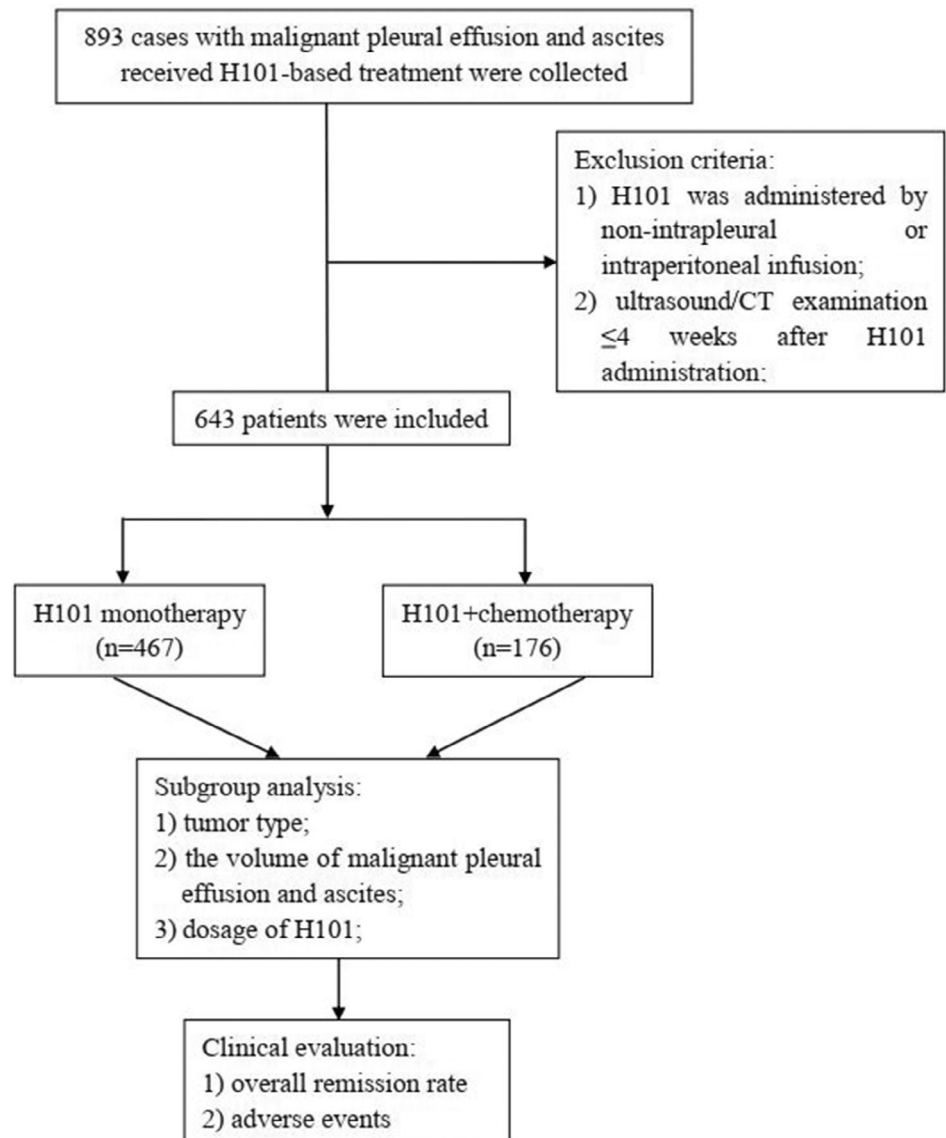 893 cases with malignant pleural effusion and ascites
received H101-based treatment were collected
Exclusion criteria:
1) H101 was administered by
non-intrapleural or
intraperitoneal infusion;
2) ultrasound/CT examination
≤4 weeks after H101
administration;
643 patients were included
H101 monotherapy
(n=467)
H101+chemotherapy
(n=176)
Subgroup analysis:
1) tumor type;
2) the volume of malignant pleural
effusion and ascites;
3) dosage of H101;
Clinical evaluation:
1) overall remission rate
2) adverse events